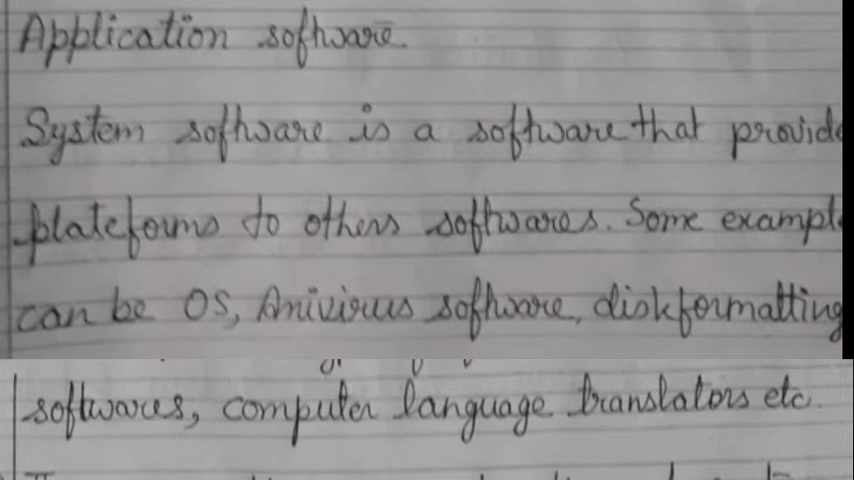 Application software.
System software is a software that provide
plateforms to others softwares. Some example
can be OS, Anivirus software, diskformatting
softwares, computer language translators etc.